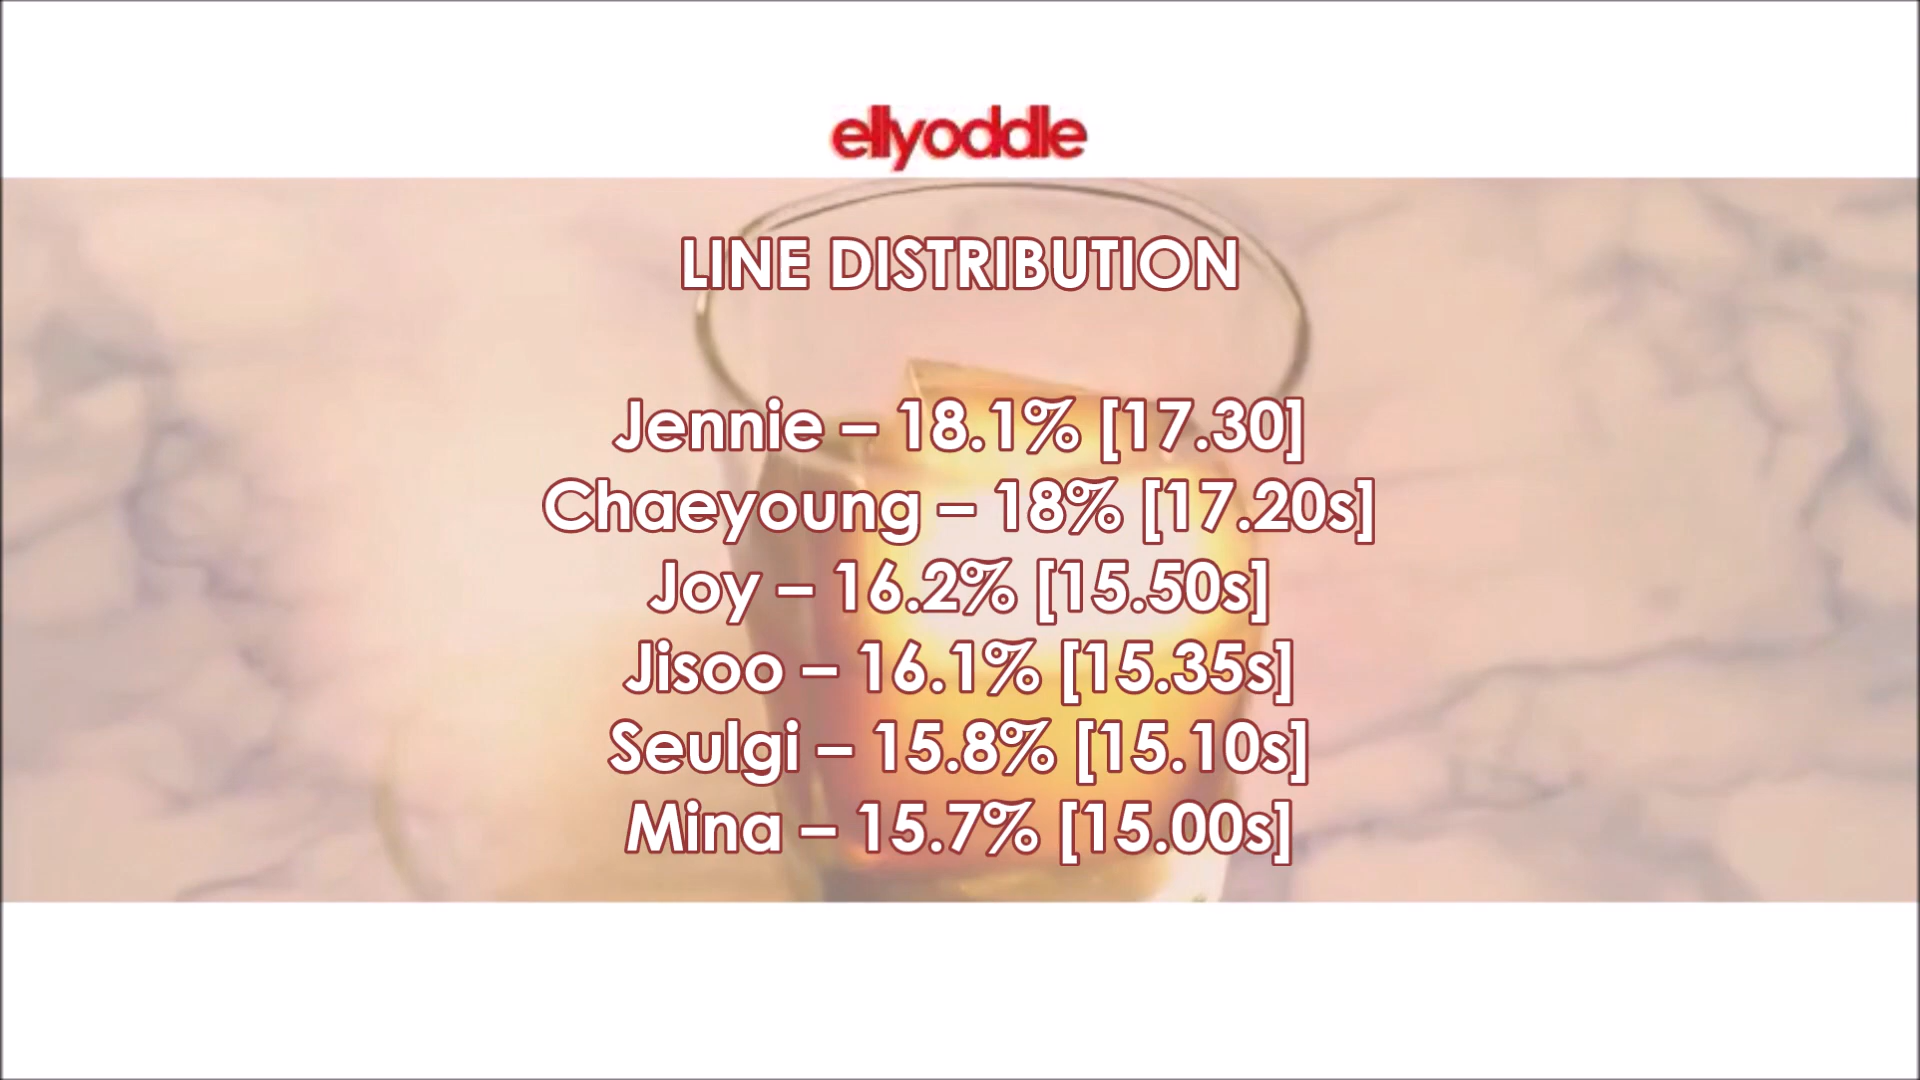 ellyoddle
LINE DISTRIBUTION
Jennie – 18.1% [17.30]
Chaeyoung – 18% [17.20s]
Joy – 16.2% [15.50s]
Jisoo – 16.1% [15.35s]
Seulgi – 15.8% [15.10s]
Mina – 15.7% [15.00s]